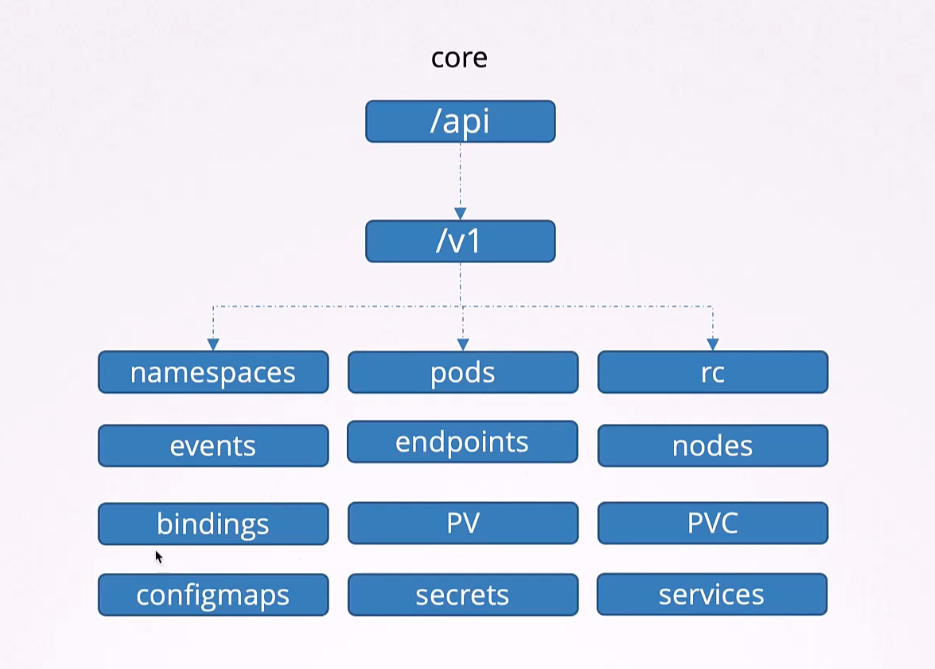 core
/api
/v1
namespaces
pods
rc
events
endpoints
nodes
bindings
PV
PVC
configmaps
secrets
services